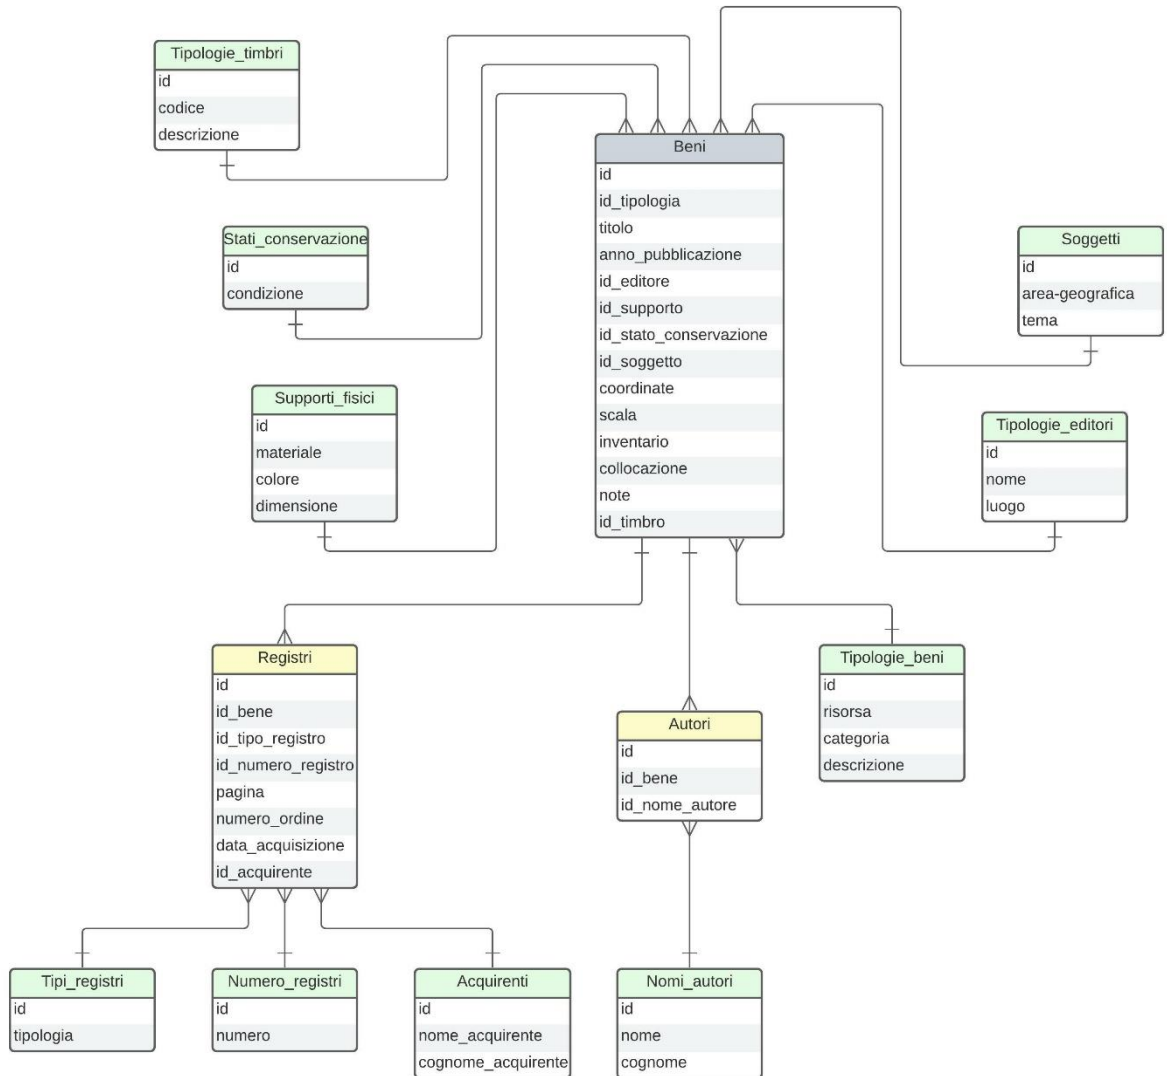 Tipologie_timbri
id
codice
descrizione
Stati_conservazione
id
condizione
Supporti_fisici
id
materiale
colore
dimensione
Beni
id
id_tipologia
titolo
anno_pubblicazione
id_editore
id_supporto
id_stato_conservazione
id_soggetto
coordinate
scala
inventario
collocazione
note
id_timbro
Soggetti
id
area-geografica
tema
Tipologie_editori
id
nome
luogo
Registri
id
id_bene
id_tipo_registro
id_numero_registro
pagina
numero_ordine
data_acquisizione
id_acquirente
Autori
id
id_bene
id_nome_autore
Tipologie_beni
id
risorsa
categoria
descrizione
Tipi_registri
id
tipologia
Numero_registri
id
numero
Acquirenti
id
nome_acquirente
cognome_acquirente
Nomi_autori
id
nome
cognome